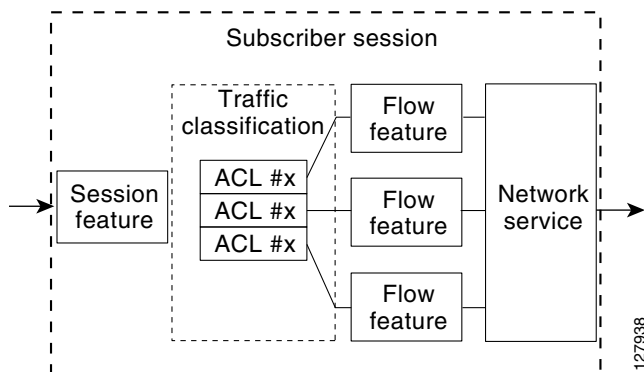 Subscriber session
Traffic
classification
Flow
feature
ACL #x
Session
feature
ACL #x
Flow
feature
Network
service
ACL #x
Flow
feature
127938